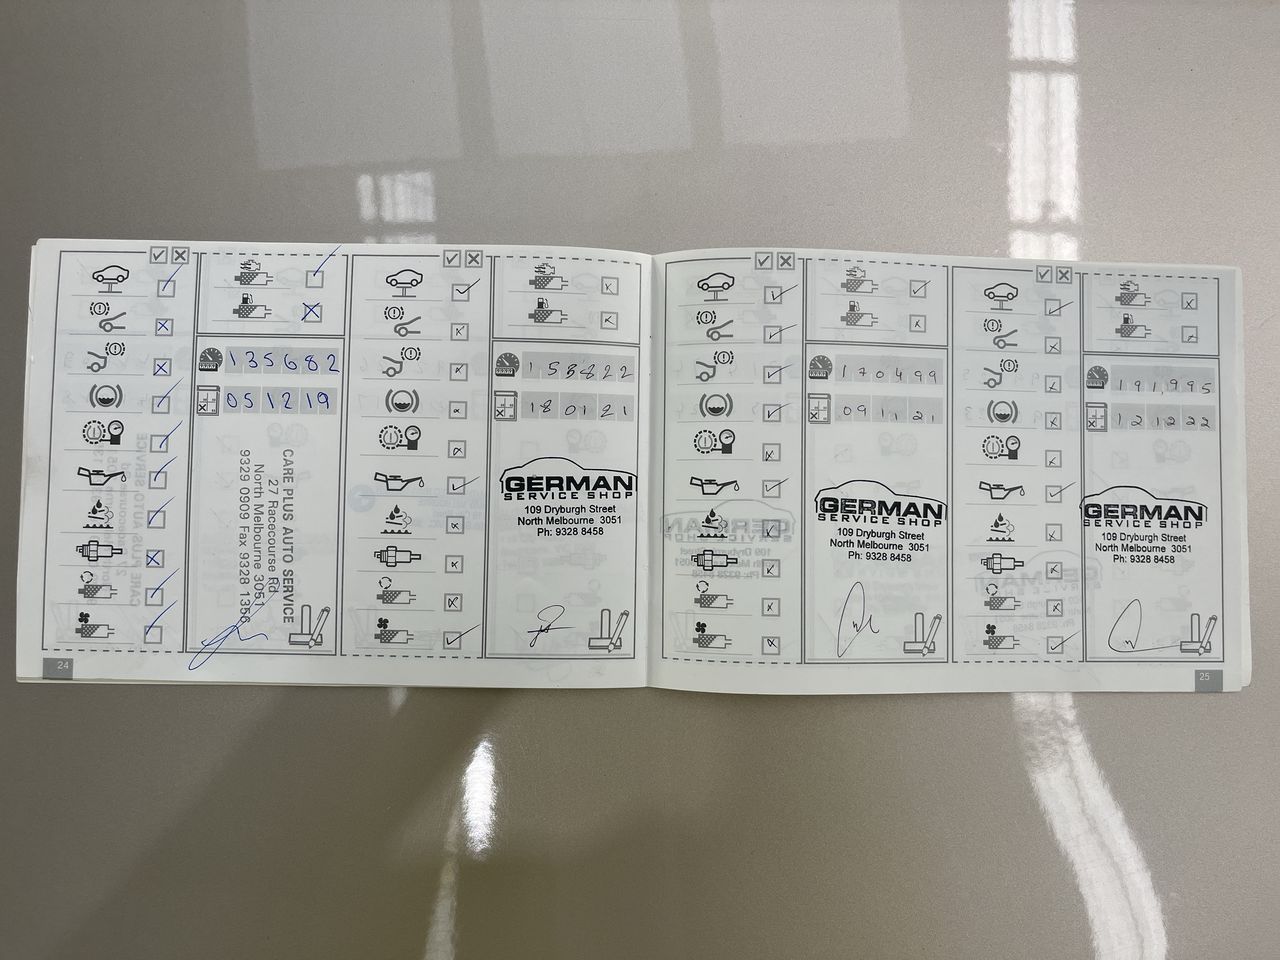 135682
051219
CARE PLUS AUTO SERVICE
27 Racecourse Rd
North Melbourne 3051
9329 0909 Fax 9328 1356
24
153822
180121
GERMAN
SERVICE SHOP
109 Dryburgh Street
North Melbourne 3051
Ph: 9328 8458
170499
091121
GERMAN
SERVICE SHOP
109 Dryburgh Street
North Melbourne 3051
Ph: 9328 8458
191,995
121222
GERMAN
SERVICE SHOP
109 Dryburgh Street
North Melbourne 3051
Ph: 9328 8458
25